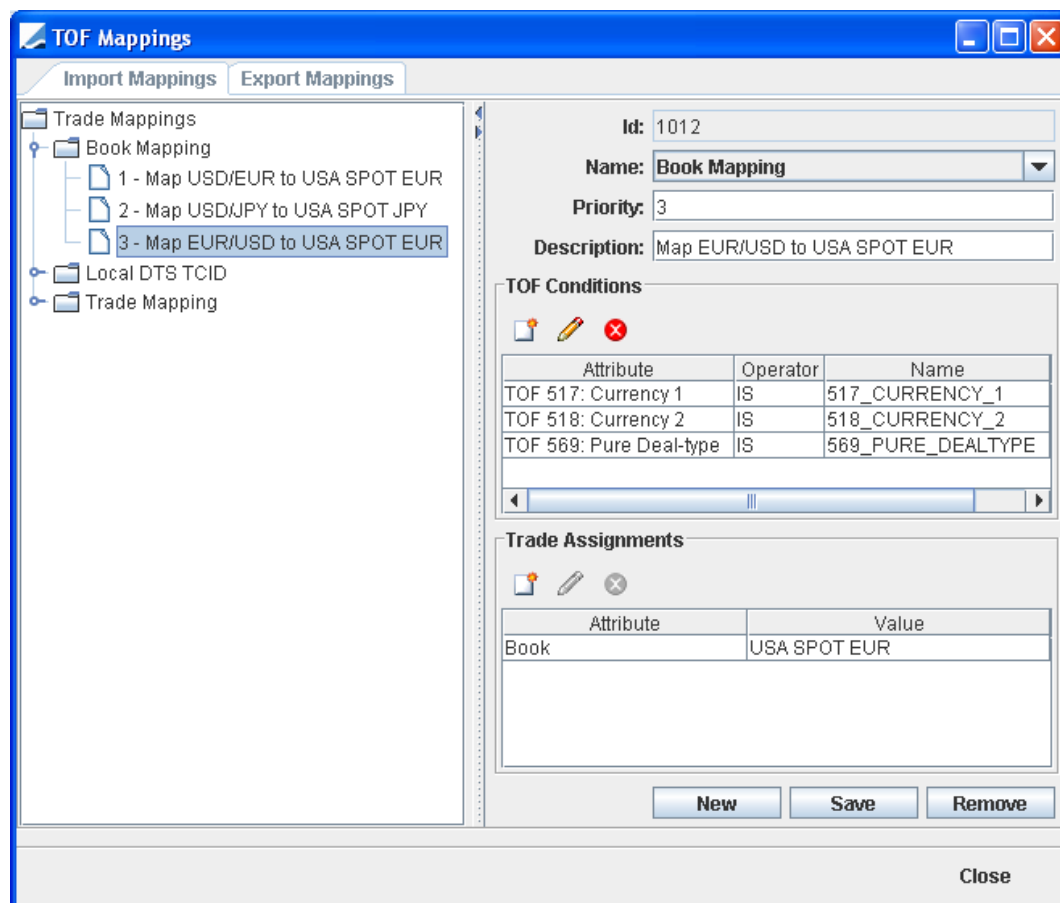 TOF Mappings
Import Mappings Export Mappings
Trade Mappings
Book Mapping
1 - Map USD/EUR to USA SPOT EUR
2 - Map USD/JPY to USA SPOT JPY
3 - Map EUR/USD to USA SPOT EUR
Local DTS TCID
Trade Mapping
Id: 1012
Name: Book Mapping
Priority: 3
Description: Map EUR/USD to USA SPOT EUR
TOF Conditions
Attribute Operator Name
TOF 517: Currency 1 IS 517_CURRENCY_1
TOF 518: Currency 2 IS 518_CURRENCY_2
TOF 569: Pure Deal-type IS 569_PURE_DEALTYPE
Trade Assignments
Attribute Value
Book USA SPOT EUR
New Save Remove
Close